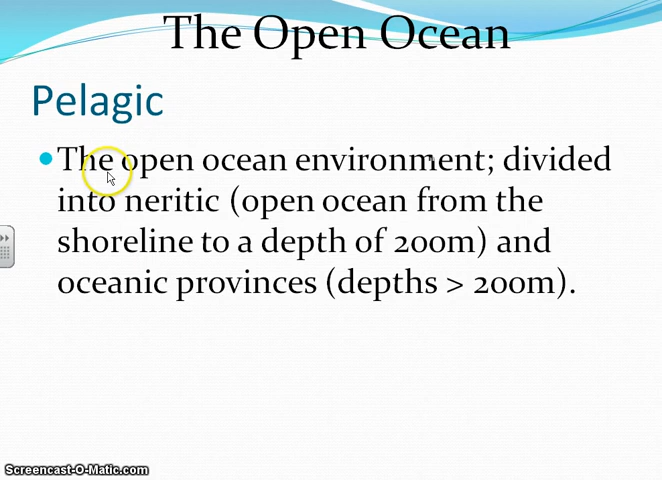 The Open Ocean
Pelagic
The open ocean environment; divided
into neritic (open ocean from the
shoreline to a depth of 200m) and
oceanic provinces (depths > 200m).
Screencast-O-Matic.com